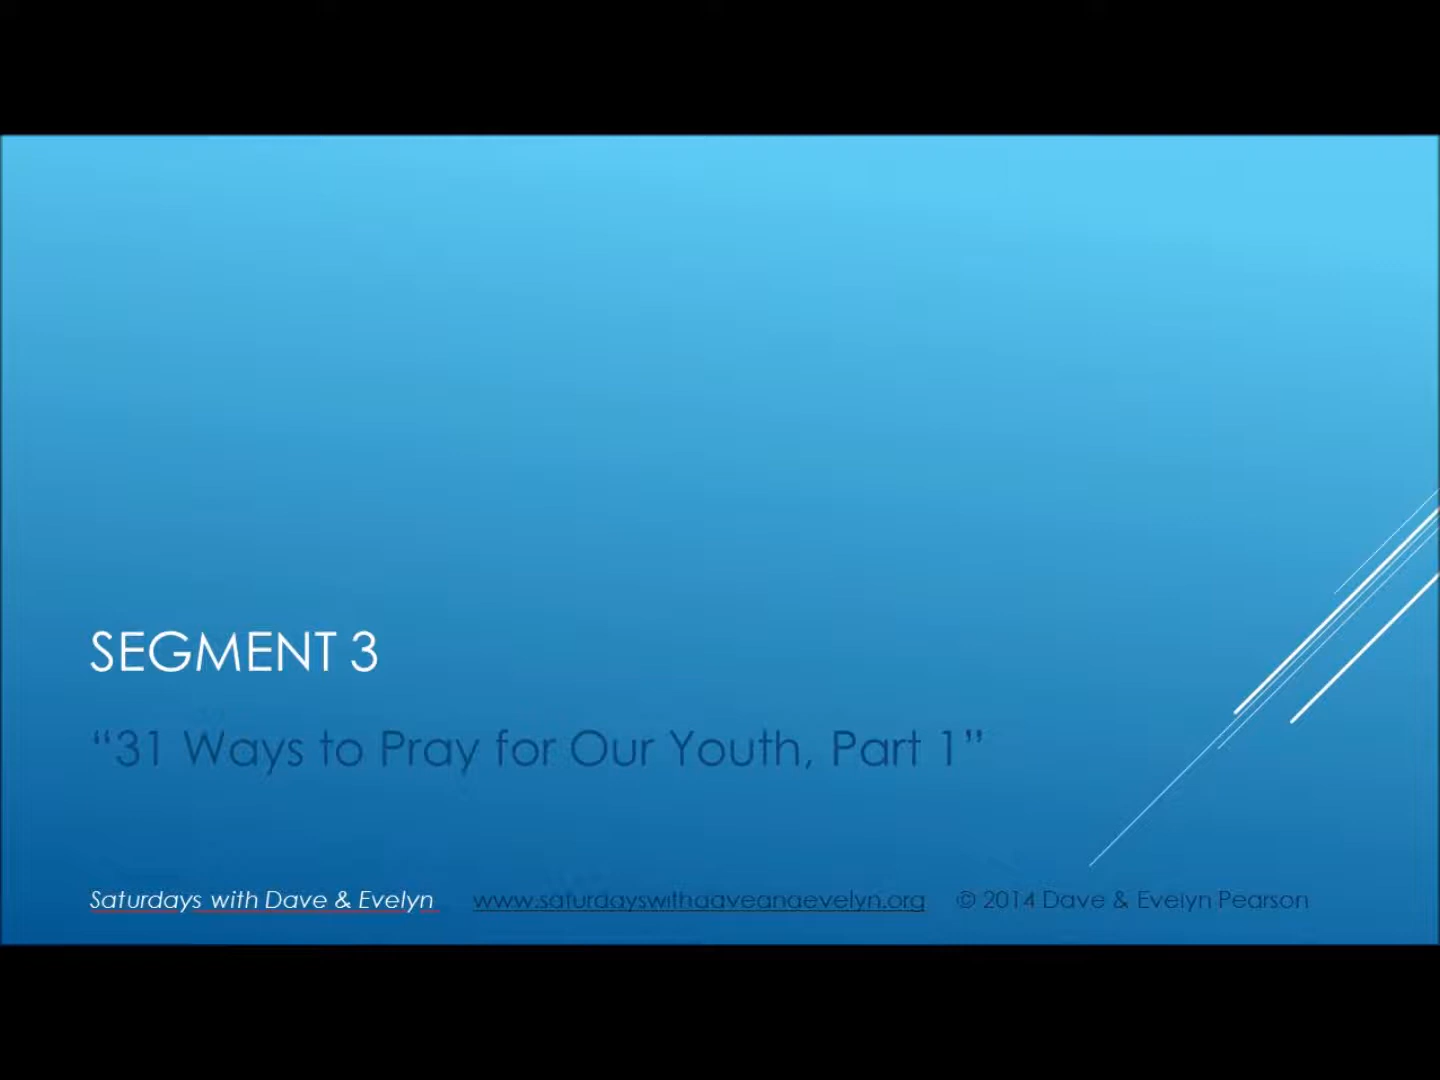 SEGMENT 3
“31 Ways to Pray for Our Youth, Part 1”
Saturdays with Dave & Evelyn www.saturdayswithdaveandevelyn.org © 2014 Dave & Evelyn Pearson